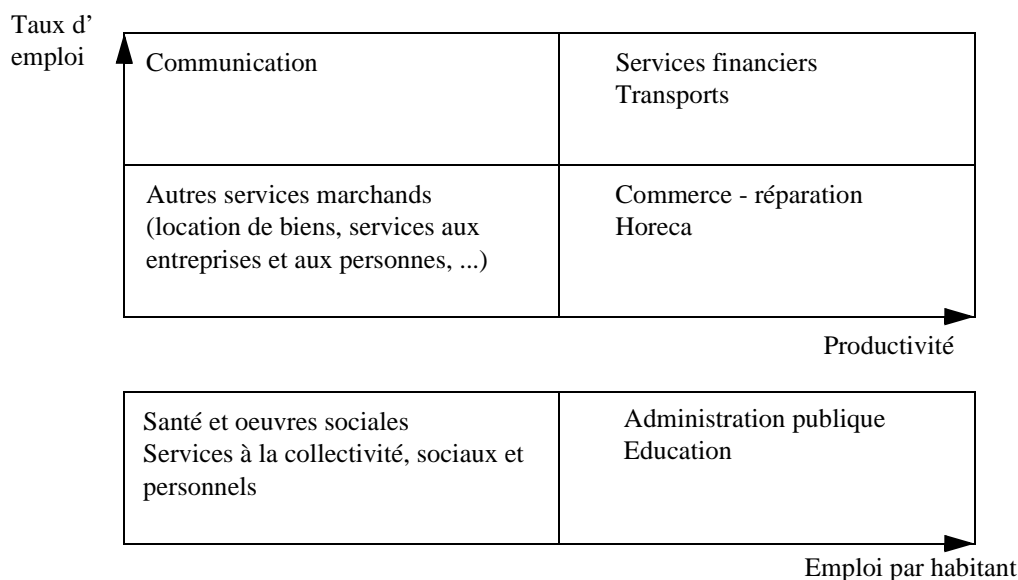 Taux d’
emploi
Communication
Services financiers
Transports
Autres services marchands
(location de biens, services aux
entreprises et aux personnes, ...)
Commerce - réparation
Horeca
Productivité
Santé et oeuvres sociales
Services à la collectivité, sociaux et
personnels
Administration publique
Education
Emploi par habitant